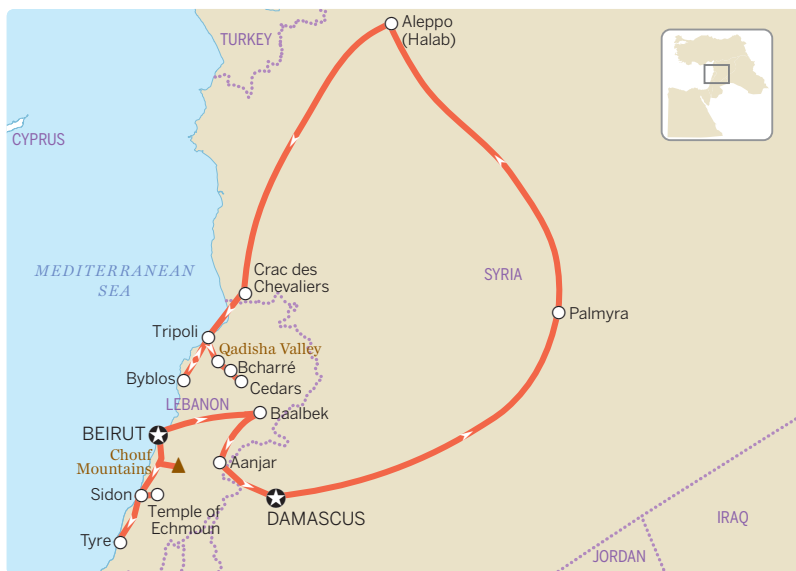 Aleppo
(Halab)
TURKEY
CYPRUS
MEDITERRANEAN
SEA
Crac des
Chevaliers
SYRIA
Palmyra
Tripoli
Qadisha Valley
Bcharré
Byblos
Cedars
LEBANON
Baalbek
BEIRUT
Chouf
Mountains
Aanjar
Sidon
Temple of
Echmoun
DAMASCUS
IRAQ
Tyre
JORDAN